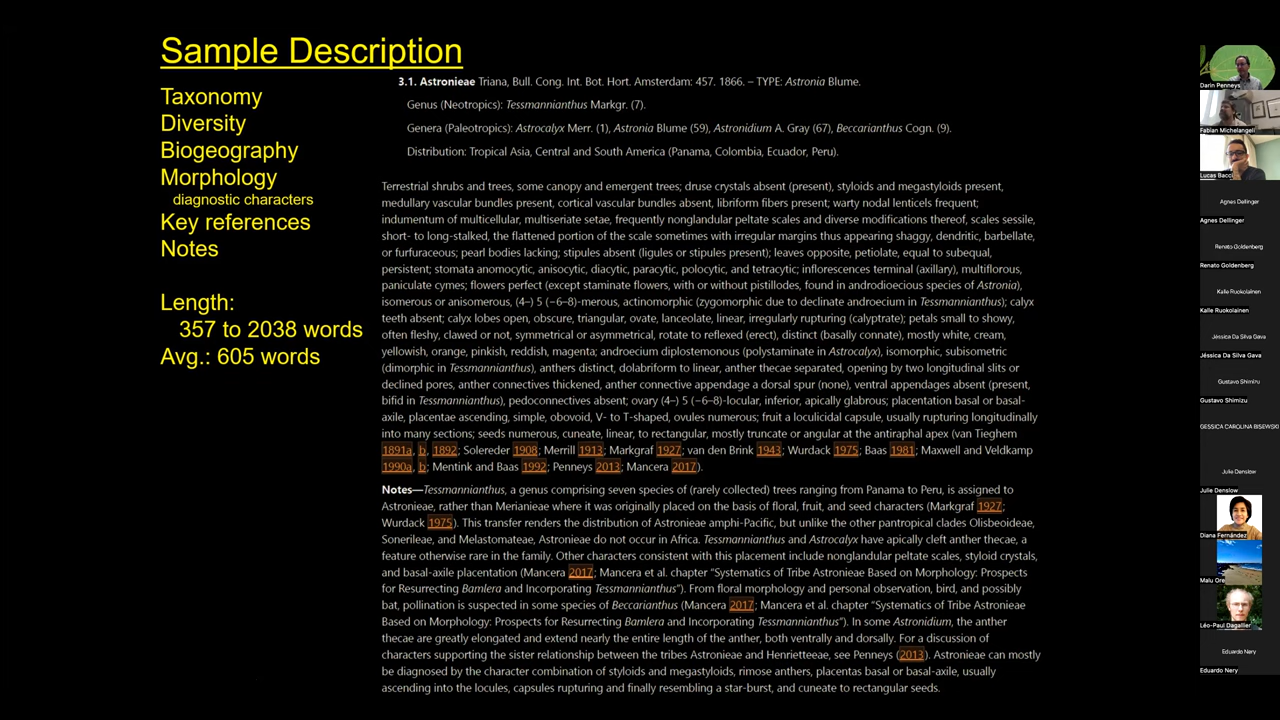 Sample Description
Taxonomy
Diversity
Biogeography
Morphology
diagnostic characters
Key references
Notes
Length:
357 to 2038 words
Avg.: 605 words
3.1. Astronieae Triana, Bull. Cong. Int. Bot. Hort. Amsterdam: 457. 1866. – TYPE: Astronia Blume.
Genus (Neotropics): Tessmannianthus Markgr. (7).
Genera (Paleotropics): Astrocalyx Merr. (1), Astronia Blume (59), Astronidium A. Gray (67), Beccarianthus Cogn. (9).
Distribution: Tropical Asia, Central and South America (Panama, Colombia, Ecuador, Peru).
Terrestrial shrubs and trees, some canopy and emergent trees; druse crystals absent (present), styloids and megastyloids present,
medullary vascular bundles present, cortical vascular bundles absent, libriform fibers present; warty nodal lenticels frequent;
indumentum of multicellular, multiseriate setae, frequently nonglandular peltate scales and diverse modifications thereof, scales sessile,
short- to long-stalked, the flattened portion of the scale sometimes with irregular margins thus appearing shaggy, dendritic, barbellate,
or furfuraceous; pearl bodies lacking; stipules absent (ligules or stipules present); leaves opposite, petiolate, equal to subequal,
persistent; stomata anomocytic, anisocytic, diacytic, paracytic, polocytic, and tetracytic; inflorescences terminal (axillary), multiflorous,
paniculate cymes; flowers perfect (except staminate flowers, with or without pistillodes, found in androdioecious species of Astronia),
isomerous or anisomerous, (4–) 5 (–6–8)-merous, actinomorphic (zygomorphic due to declinate androecium in Tessmannianthus); calyx
teeth absent; calyx lobes open, obscure, triangular, ovate, lanceolate, linear, irregularly rupturing (calyptrate); petals small to showy,
often fleshy, clawed or not, symmetrical or asymmetrical, rotate to reflexed (erect), distinct (basally connate), mostly white, cream,
yellowish, orange, pinkish, reddish, magenta; androecium diplostemonous (polystaminate in Astrocalyx), isomorphic, subisometric
(dimorphic in Tessmannianthus), anthers distinct, dolabriform to linear, anther thecae separated, opening by two longitudinal slits or
declined pores, anther connectives thickened, anther connective appendage a dorsal spur (none), ventral appendages absent (present,
bifid in Tessmannianthus), pedoconnectives absent; ovary (4–) 5 (–6–8)-locular, inferior, apically glabrous; placentation basal or basal-
axile, placentae ascending, simple, obovoid, V- to T-shaped, ovules numerous; fruit a loculicidal capsule, usually rupturing longitudinally
into many sections; seeds numerous, cuneate, linear, to rectangular, mostly truncate or angular at the antiraphal apex (van Tieghem
1891a, b, 1892; Solereder 1908; Merrill 1913; Markgraf 1927; van den Brink 1943; Wurdack 1975; Baas 1981; Maxwell and Veldkamp
1990a, b; Mentink and Baas 1992; Penneys 2013; Mancera 2017).
Notes—Tessmannianthus, a genus comprising seven species of (rarely collected) trees ranging from Panama to Peru, is assigned to
Astronieae, rather than Merianieae where it was originally placed on the basis of floral, fruit, and seed characters (Markgraf 1927;
Wurdack 1975). This transfer renders the distribution of Astronieae amphi-Pacific, but unlike the other pantropical clades Olisbeoideae,
Sonerileae, and Melastomateae, Astronieae do not occur in Africa. Tessmannianthus and Astrocalyx have apically cleft anther thecae, a
feature otherwise rare in the family. Other characters consistent with this placement include nonglandular peltate scales, styloid crystals,
and basal-axile placentation (Mancera 2017; Mancera et al. chapter “Systematics of Tribe Astronieae Based on Morphology: Prospects
for Resurrecting Bamlera and Incorporating Tessmannianthus”). From floral morphology and personal observation, bird, and possibly
bat, pollination is suspected in some species of Beccarianthus (Mancera 2017; Mancera et al. chapter “Systematics of Tribe Astronieae
Based on Morphology: Prospects for Resurrecting Bamlera and Incorporating Tessmannianthus”). In some Astronidium, the anther
thecae are greatly elongated and extend nearly the entire length of the anther, both ventrally and dorsally. For a discussion of
characters supporting the sister relationship between the tribes Astronieae and Henrietteeae, see Penneys (2013). Astronieae can mostly
be diagnosed by the character combination of styloids and megastyloids, rimose anthers, placentas basal or basal-axile, usually
ascending into the locules, capsules rupturing and finally resembling a star-burst, and cuneate to rectangular seeds.
Darin Penneys
Fabian Michelangeli
Lucas Bacci
Agnes Dellinger
Agnes Dellinger
Renato Goldenberg
Renato Goldenberg
Kalle Ruokolainen
Kalle Ruokolainen
Jéssica Da Silva Gava
Jéssica Da Silva Gava
Gustavo Shimizu
Gustavo Shimizu
GESSICA CAROLINA BISEWSKI
Julie Denslow
Julie Denslow
Diana Fernández
Malu Ore
Léo-Paul Dagallier
Eduardo Nery
Eduardo Nery